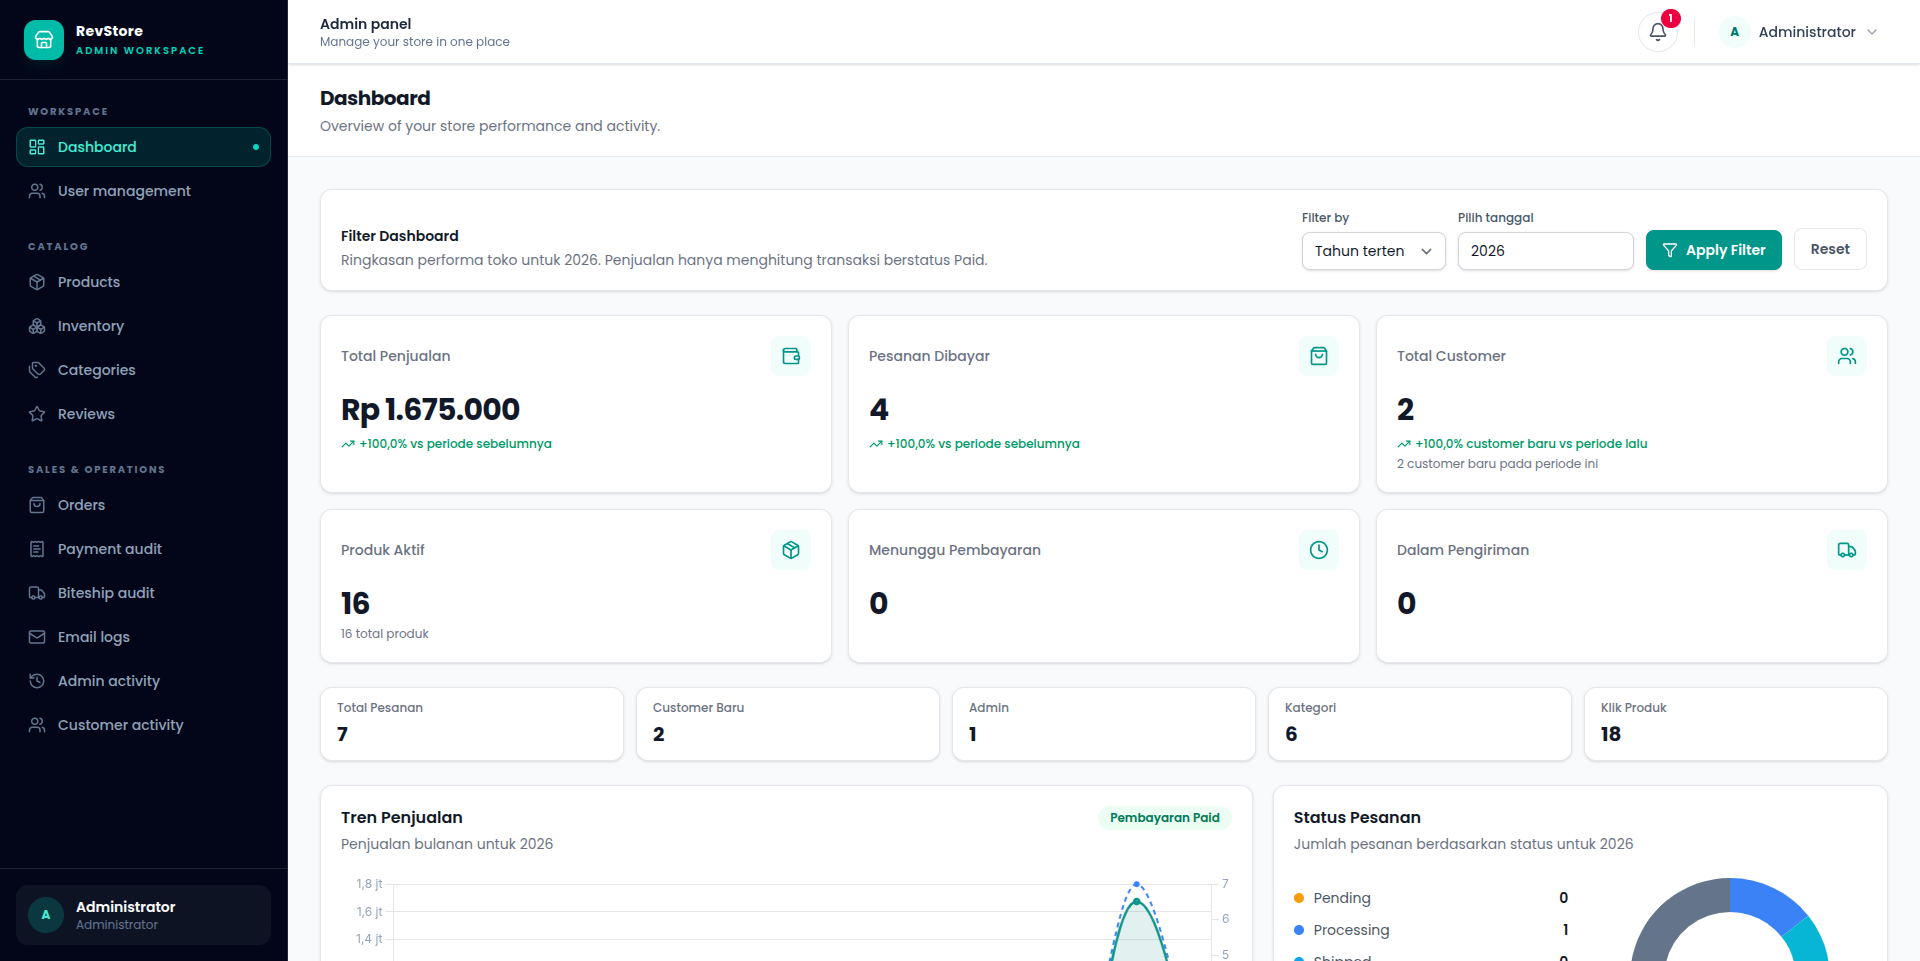 RevStore
ADMIN WORKSPACE
WORKSPACE
Dashboard
User management
CATALOG
Products
Inventory
Categories
Reviews
SALES & OPERATIONS
Orders
Payment audit
Biteship audit
Email logs
Admin activity
Customer activity
A
Administrator
Administrator
Admin panel
Manage your store in one place
1
A
Administrator
Dashboard
Overview of your store performance and activity.
Filter Dashboard
Ringkasan performa toko untuk 2026. Penjualan hanya menghitung transaksi berstatus Paid.
Filter by
Tahun terten
Pilih tanggal
2026
Apply Filter
Reset
Total Penjualan
Rp 1.675.000
+100,0% vs periode sebelumnya
Pesanan Dibayar
4
+100,0% vs periode sebelumnya
Total Customer
2
+100,0% customer baru vs periode lalu
2 customer baru pada periode ini
Produk Aktif
16
16 total produk
Menunggu Pembayaran
0
Dalam Pengiriman
0
Total Pesanan
7
Customer Baru
2
Admin
1
Kategori
6
Klik Produk
18
Tren Penjualan
Penjualan bulanan untuk 2026
Pembayaran Paid
1,8 jt
1,6 jt
1,4 jt
7
6
5
Status Pesanan
Jumlah pesanan berdasarkan status untuk 2026
Pending 0
Processing 1
Shipped 0